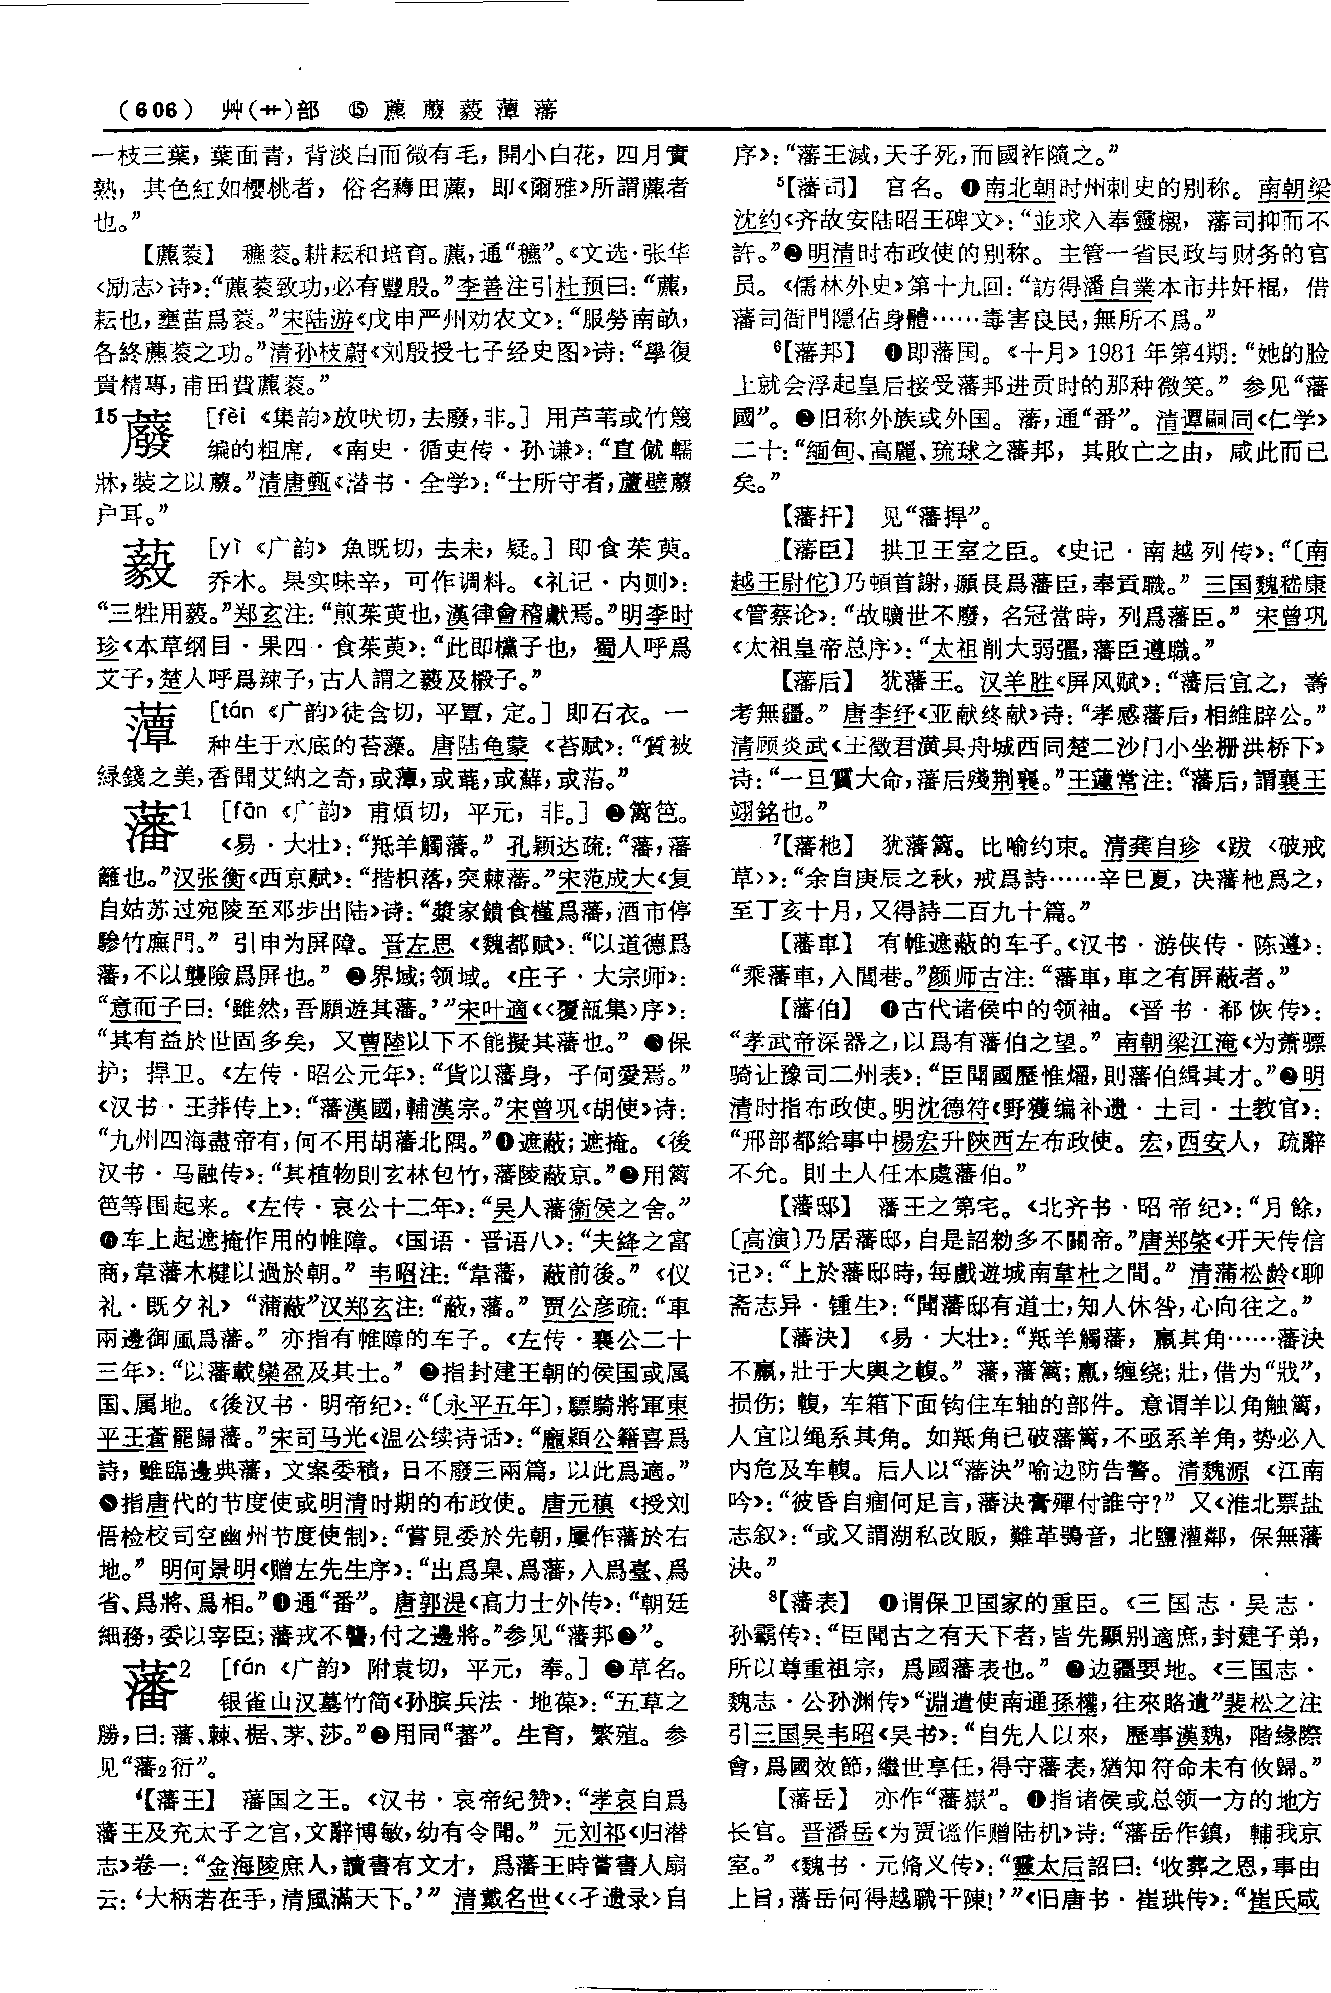 (606) 艸(艹)部 ⑮ 藨 蕟 藙 藫 藩
一枝三葉，葉面青，背淡白而微有毛，開小白花，四月實
熟，其色紅如櫻桃者，俗名薅田藨，即《爾雅》所謂藨者
也。”
【藨蔉】 穮蔉。耕耘和培育。藨，通“穮”。《文选·张华
〈励志〉诗》：“藨蔉致功，必有豐殷。”李善注引杜预曰：“藨，
耘也，壅苗爲蔉。”宋陆游《戊申严州劝农文》：“服勞南畝，
各終藨蔉之功。”清孙枝蔚《刘殷授七子经史图》诗：“學復
貴精專，甫田費藨蔉。”
15 [fèi 《集韵》放吠切，去廢，非。] 用芦苇或竹篾
编的粗席，《南史·循吏传·孙谦》：“直僦轜
牀，裝之以。”清唐甄《潜书·全学》：“士所守者，蘆壁
户耳。”
藙 [yì 《广韵》 魚既切，去未，疑。] 即食茱萸。
乔木。果实味辛，可作调料。《礼记·内则》：
“三牲用藙。”郑玄注：“煎茱萸也，漢律會稽獻焉。”明李时
珍《本草纲目·果四·食茱萸》：“此即欓子也，蜀人呼爲
艾子，楚人呼爲辣子，古人謂之藙及樧子。”
藫 [tán 《广韵》徒含切，平覃，定。] 即石衣。一
种生于水底的苔藻。唐陆龟蒙《苔赋》：“質被
緑錢之美，香聞艾納之奇，或藫，或蕘，或蘚，或菭。”
藩1 [fān 《广韵》 甫煩切，平元，非。] ❶篱笆。
《易·大壮》：“羝羊觸藩。” 孔颖达疏：“藩，藩
籬也。”汉张衡《西京赋》：“揩枳落，突棘藩。”宋范成大《复
自姑苏过宛陵至邓步出陆》诗：“漿家饋食槿爲藩，酒市停
驂竹廡門。” 引申为屏障。晋左思《魏都赋》：“以道德爲
藩，不以襲險爲屏也。” ❷界域；领域。《庄子·大宗师》：
“意而子曰：‘雖然，吾願遊其藩。’”宋叶適《〈覆瓿集〉序》：
“其有益於世固多矣，又曹陸以下不能擬其藩也。” ❸保
护；捍卫。《左传·昭公元年》：“貨以藩身，子何愛焉。”
《汉书·王莽传上》：“藩漢國，輔漢宗。”宋曾巩《胡使》诗：
“九州四海盡帝有，何不用胡藩北隅。”❹遮蔽；遮掩。《後
汉书·马融传》：“其植物則玄林包竹，藩陵蔽京。”❺用篱
笆等围起来。《左传·哀公十二年》：“吴人藩衞侯之舍。”
❻车上起遮掩作用的帷障。《国语·晋语八》：“夫絳之富
商，韋藩木楗以過於朝。” 韦昭注：“韋藩，蔽前後。”《仪
礼·既夕礼》“蒲蔽”汉郑玄注：“蔽，藩。” 贾公彦疏：“車
兩邊御風爲藩。” 亦指有帷障的车子。《左传·襄公二十
三年》：“以藩載欒盈及其士。” ❼指封建王朝的侯国或属
国、属地。《後汉书·明帝纪》：“〔永平五年〕，驃騎將軍東
平王蒼罷歸藩。”宋司马光《温公续诗话》：“龐穎公籍喜爲
詩，雖臨邊典藩，文案委積，日不廢三兩篇，以此爲適。”
❽指唐代的节度使或明清时期的布政使。唐元稹《授刘
悟检校司空幽州节度使制》：“嘗見委於先朝，屢作藩於右
地。” 明何景明《赠左先生序》：“出爲臬、爲藩，入爲臺、爲
省、爲將、爲相。”❾通“番”。唐郭湜《高力士外传》：“朝廷
細務，委以宰臣；藩戎不讋，付之邊將。”参见“藩邦❷”。
藩2 [fán 《广韵》 附袁切，平元，奉。] ❶草名。
银雀山汉墓竹简《孙膑兵法·地葆》：“五草之
勝，曰：藩、棘、椐、茅、莎。”❷用同“蕃”。生育，繁殖。参
见“藩2衍”。
4【藩王】 藩国之王。《汉书·哀帝纪赞》：“孝哀自爲
藩王及充太子之宫，文辭博敏，幼有令聞。” 元刘祁《归潜
志》卷一：“金海陵庶人，讀書有文才，爲藩王時嘗書人扇
云：‘大柄若在手，清風滿天下。’” 清戴名世《〈孑遗录〉自
序》：“藩王滅，天子死，而國祚隨之。”
5【藩司】 官名。❶南北朝时州刺史的别称。南朝梁
沈约《齐故安陆昭王碑文》：“並求入奉靈櫬，藩司抑而不
許。”❷明清时布政使的别称。主管一省民政与财务的官
员。《儒林外史》第十九回：“訪得潘自業本市井奸棍，借
藩司衙門隱佔身體……毒害良民，無所不爲。”
6【藩邦】 ❶即藩国。《十月》1981年第4期：“她的脸
上就会浮起皇后接受藩邦进贡时的那种微笑。” 参见“藩
國”。❷旧称外族或外国。藩，通“番”。清谭嗣同《仁学》
二十：“緬甸、高麗、琉球之藩邦，其敗亡之由，咸此而已
矣。”
【藩扞】 见“藩捍”。
【藩臣】 拱卫王室之臣。《史记·南越列传》：“〔南
越王尉佗〕乃頓首謝，願長爲藩臣，奉貢職。” 三国魏嵇康
《管蔡论》：“故曠世不廢，名冠當時，列爲藩臣。” 宋曾巩
《太祖皇帝总序》：“太祖削大弱彊，藩臣遵職。”
【藩后】 犹藩王。汉羊胜《屏风赋》：“藩后宜之，壽
考無疆。” 唐李纾《亚献终献》诗：“孝感藩后，相維辟公。”
清顾炎武《王徵君潢具舟城西同楚二沙门小坐栅洪桥下》
诗：“一旦賓大命，藩后殘荆襄。”王蘧常注：“藩后，謂襄王
翊銘也。”
7【藩杝】 犹藩篱。比喻约束。清龚自珍《跋〈破戒
草〉》：“余自庚辰之秋，戒爲詩……辛巳夏，决藩杝爲之，
至丁亥十月，又得詩二百九十篇。”
【藩車】 有帷遮蔽的车子。《汉书·游侠传·陈遵》：
“乘藩車，入閭巷。”颜师古注：“藩車，車之有屏蔽者。”
【藩伯】 ❶古代诸侯中的领袖。《晋书·郗恢传》：
“孝武帝深器之，以爲有藩伯之望。” 南朝梁江淹《为萧骠
骑让豫司二州表》：“臣聞國歷惟熠，則藩伯緝其才。”❷明
清时指布政使。明沈德符《野獲编补遗·土司·土教官》：
“邢部都給事中楊宏升陝西左布政使。宏，西安人，疏辭
不允。則土人任本處藩伯。”
【藩邸】 藩王之第宅。《北齐书·昭帝纪》：“月餘，
〔高演〕乃居藩邸，自是詔勑多不關帝。”唐郑棨《开天传信
记》：“上於藩邸時，每戲遊城南韋杜之間。” 清蒲松龄《聊
斋志异·锺生》：“聞藩邸有道士，知人休咎，心向往之。”
【藩決】 《易·大壮》：“羝羊觸藩，羸其角……藩決
不羸，壯于大輿之輹。” 藩，藩篱；羸，缠绕；壯，借为“戕”，
损伤；輹，车箱下面钩住车轴的部件。意谓羊以角触篱，
人宜以绳系其角。如羝角已破藩篱，不亟系羊角，势必入
内危及车輹。后人以“藩決”喻边防告警。清魏源《江南
吟》：“彼昏自痼何足言，藩決膏殫付誰守？” 又《淮北票盐
志叙》：“或又謂湖私改販，難革鴞音，北鹽灌鄰，保無藩
決。”
8【藩表】 ❶谓保卫国家的重臣。《三国志·吴志·
孙霸传》：“臣聞古之有天下者，皆先顯别適庶，封建子弟，
所以尊重祖宗，爲國藩表也。” ❷边疆要地。《三国志·
魏志·公孙渊传》“淵遣使南通孫權，往來賂遺”裴松之注
引三国吴韦昭《吴书》：“自先人以來，歷事漢魏，階緣際
會，爲國效節，繼世享任，得守藩表，猶知符命未有攸歸。”
【藩岳】 亦作“藩嶽”。❶指诸侯或总领一方的地方
长官。晋潘岳《为贾谧作赠陆机》诗：“藩岳作鎮，輔我京
室。” 《魏书·元脩义传》：“靈太后詔曰：‘收葬之恩，事由
上旨，藩岳何得越職干陳！’”《旧唐书·崔珙传》：“崔氏咸